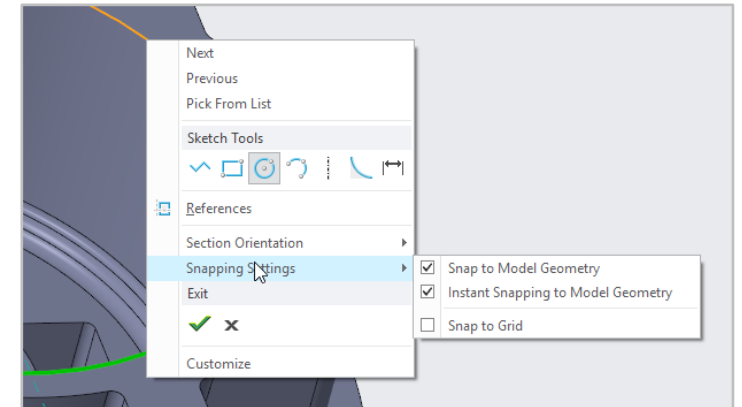 Next
Previous
Pick From List
Sketch Tools
References
Section Orientation
Snapping Settings
Exit
Customize
Snap to Model Geometry
Instant Snapping to Model Geometry
Snap to Grid